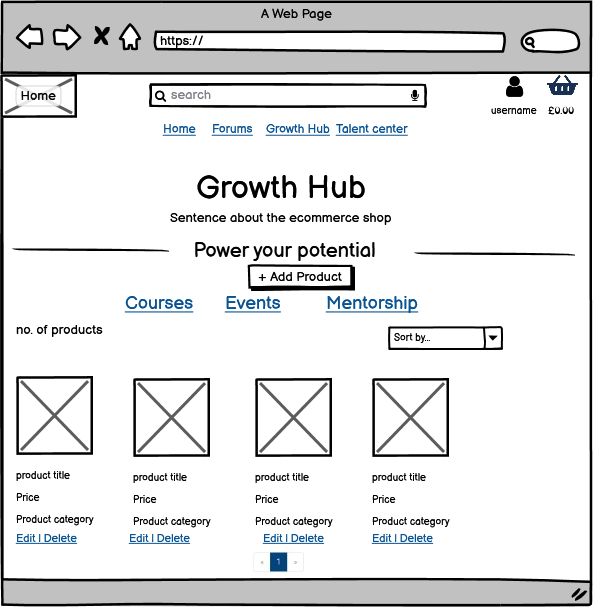 A Web Page
https://
Home
search
username £0.00
Home Forums Growth Hub Talent center
Growth Hub
Sentence about the ecommerce shop
Power your potential
+ Add Product
Courses Events Mentorship
no. of products
Sort by...
product title product title product title product title
Price Price Price Price
Product category Product category Product category Product category
Edit | Delete Edit | Delete Edit | Delete Edit | Delete
« 1 »